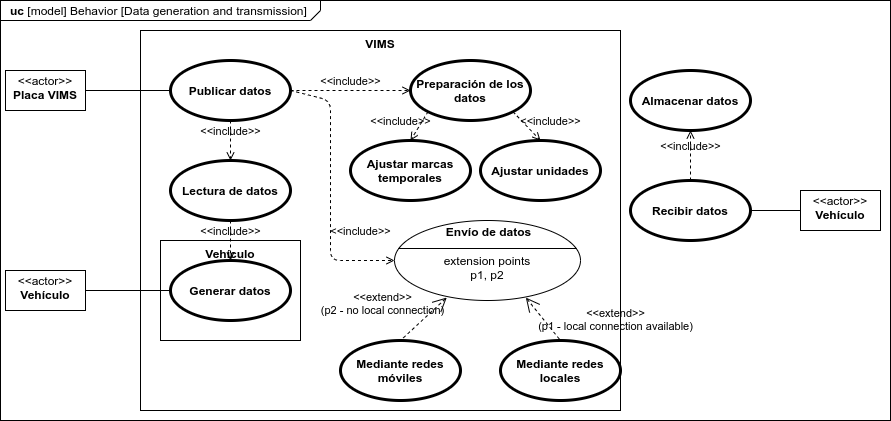 uc [model] Behavior [Data generation and transmission]
VIMS
<<actor>>
Placa VIMS
Publicar datos
<<include>>
Preparación de los
datos
Almacenar datos
<<include>>
<<include>>
<<include>>
<<include>>
Ajustar marcas
temporales
Ajustar unidades
Lectura de datos
Recibir datos
<<actor>>
Vehículo
<<include>>
<<include>>
Envío de datos
extension points
p1, p2
Vehículo
<<actor>>
Vehículo
Generar datos
<<extend>>
(p2 - no local connection)
<<extend>>
(p1 - local connection available)
Mediante redes
móviles
Mediante redes
locales